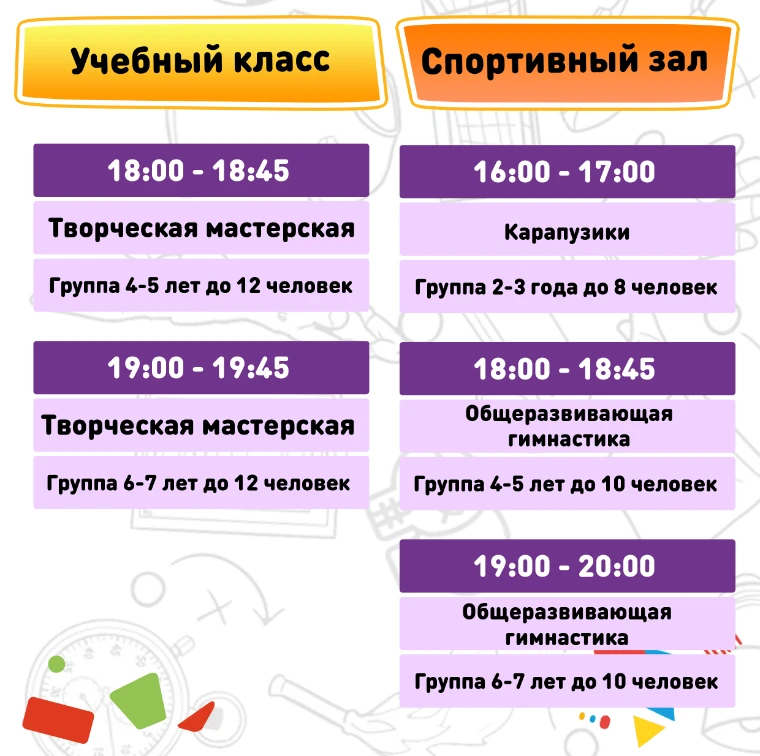 Учебный класс
18:00 - 18:45
Творческая мастерская
Группа 4-5 лет до 12 человек
19:00 - 19:45
Творческая мастерская
Группа 6-7 лет до 12 человек
Спортивный зал
16:00 - 17:00
Карапузики
Группа 2-3 года до 8 человек
18:00 - 18:45
Общеразвивающая
гимнастика
Группа 4-5 лет до 10 человек
19:00 - 20:00
Общеразвивающая
гимнастика
Группа 6-7 лет до 10 человек